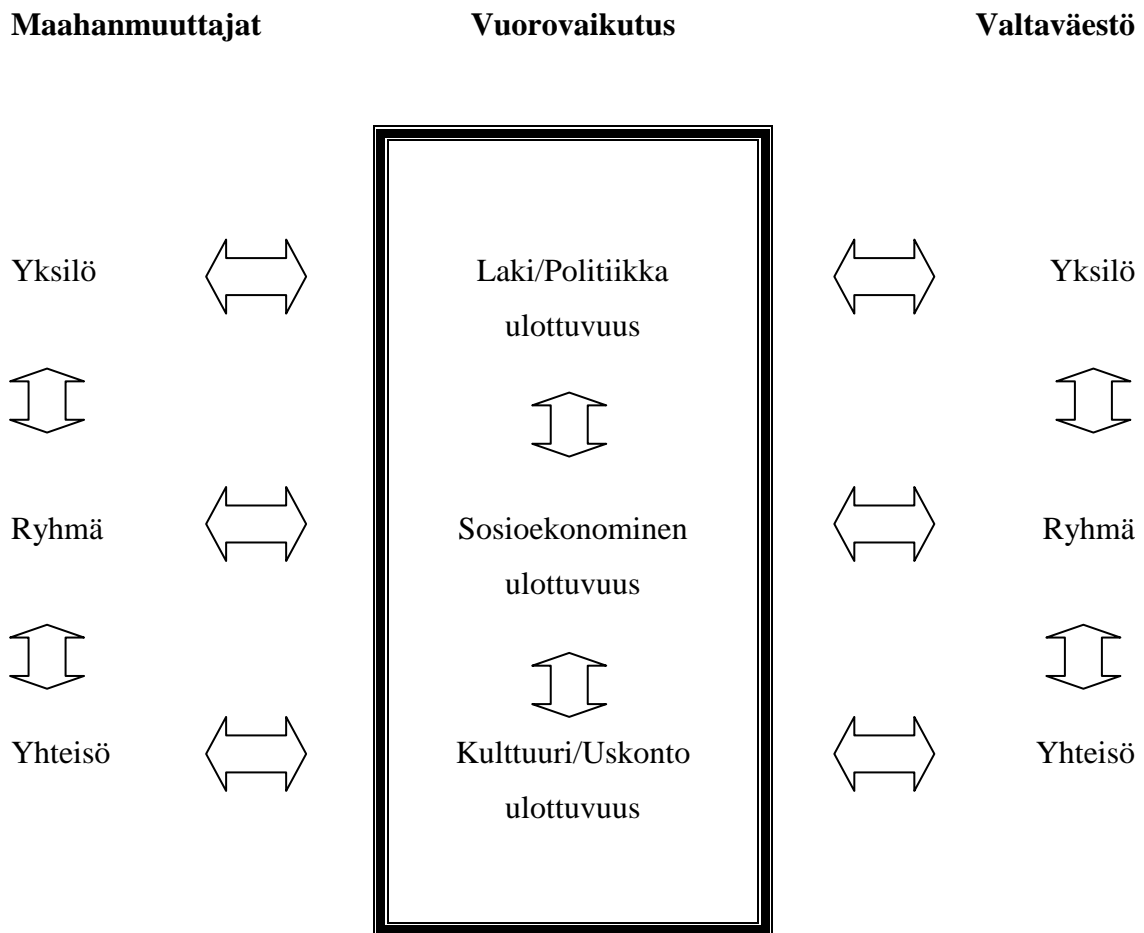 Maahanmuuttajat Vuorovaikutus Valtaväestö
Yksilö Laki/Politiikka Yksilö
ulottuvuus
Ryhmä Sosioekonominen Ryhmä
ulottuvuus
Yhteisö Kulttuuri/Uskonto Yhteisö
ulottuvuus